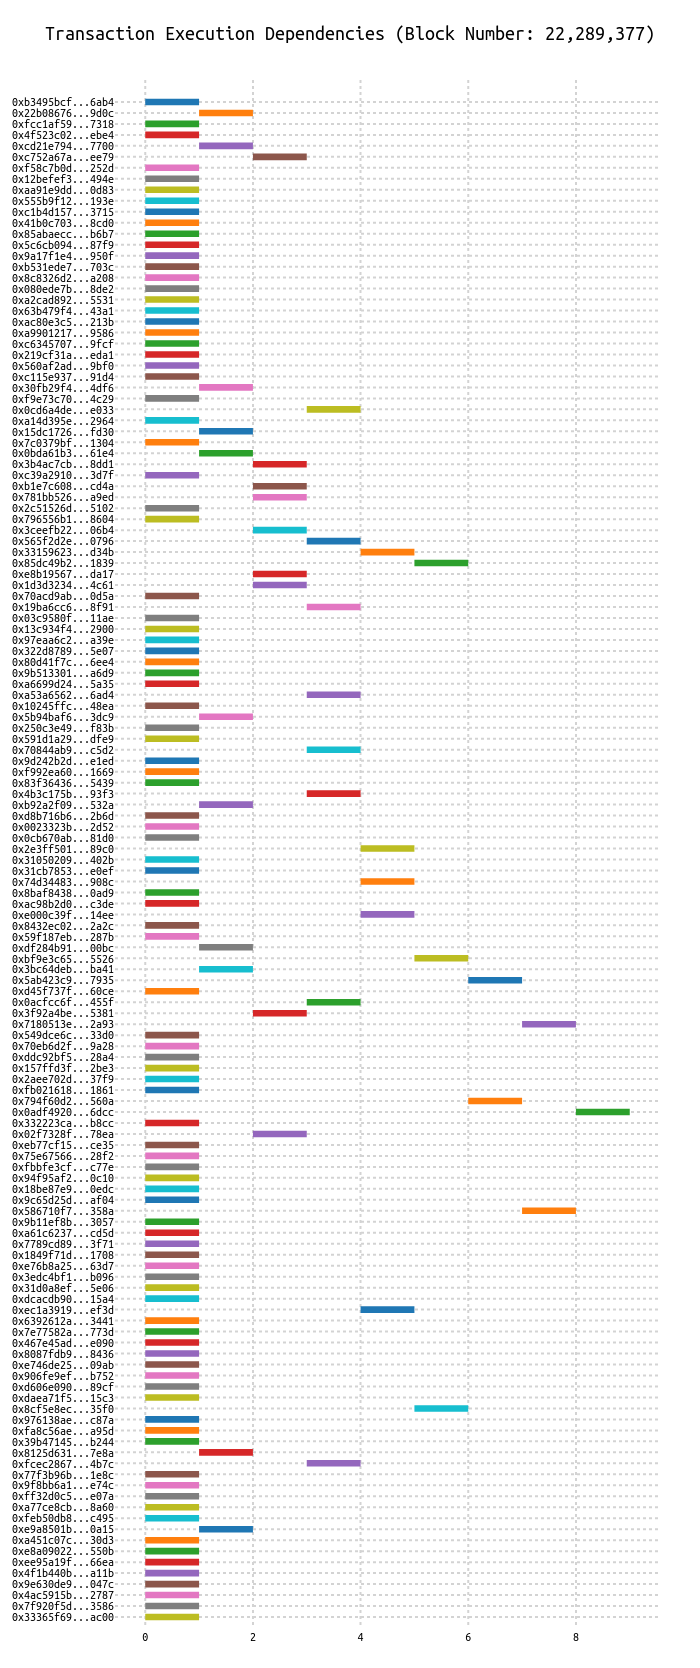 Transaction Execution Dependencies (Block Number: 22,289,377)
0xb3495bcf...6ab4
0x22b08676...9d0c
0xfcc1af59...7318
0x4f523c02...ebe4
0xcd21e794...7700
0xc752a67a...ee79
0xf58c7b0d...252d
0x12befef3...494e
0xaa91e9dd...0d83
0x555b9f12...193e
0xc1b4d157...3715
0x41b0c703...8cd0
0x85abaecc...b6b7
0x5c6cb094...87f9
0x9a17f1e4...950f
0xb531ede7...703c
0x8c8326d2...a208
0x080ede7b...8de2
0xa2cad892...5531
0x63b479f4...43a1
0xac80e3c5...213b
0xa9901217...9586
0xc6345707...9fcf
0x219cf31a...eda1
0x560af2ad...9bf0
0xc115e937...91d4
0x30fb29f4...4df6
0xf9e73c70...4c29
0x0cd6a4de...e033
0xa14d395e...2964
0x15dc1726...fd30
0x7c0379bf...1304
0x0bda61b3...61e4
0x3b4ac7cb...8dd1
0xc39a2910...3d7f
0xb1e7c608...cd4a
0x781bb526...a9ed
0x2c51526d...5102
0x796556b1...8604
0x3ceefb22...06b4
0x565f2d2e...0796
0x33159623...d34b
0x85dc49b2...1839
0xe8b19567...da17
0x1d3d3234...4c61
0x70acd9ab...0d5a
0x19ba6cc6...8f91
0x03c9580f...11ae
0x13c934f4...2900
0x97eaa6c2...a39e
0x322d8789...5e07
0x80d41f7c...6ee4
0x9b513301...a6d9
0xa6699d24...5a35
0xa53a6562...6ad4
0x10245ffc...48ea
0x5b94baf6...3dc9
0x250c3e49...f83b
0x591d1a29...dfe9
0x70844ab9...c5d2
0x9d242b2d...e1ed
0xf992ea60...1669
0x83f36436...5439
0x4b3c175b...93f3
0xb92a2f09...532a
0xd8b716b6...2b6d
0x0023323b...2d52
0x0cb670ab...81d0
0x2e3ff501...89c0
0x31050209...402b
0x31cb7853...e0ef
0x74d34483...908c
0x8baf8438...0ad9
0xac98b2d0...c3de
0xe000c39f...14ee
0x8432ec02...2a2c
0x59f187eb...287b
0xdf284b91...00bc
0xbf9e3c65...5526
0x3bc64deb...ba41
0x5ab423c9...7935
0xd45f737f...60ce
0x0acfcc6f...455f
0x3f92a4be...5381
0x7180513e...2a93
0x549dce6c...33d0
0x70eb6d2f...9a28
0xddc92bf5...28a4
0x157ffd3f...2be3
0x2aee702d...37f9
0xfb021618...1861
0x794f60d2...560a
0x0adf4920...6dcc
0x332223ca...b8cc
0x02f7328f...78ea
0xeb77cf15...ce35
0x75e67566...28f2
0xfbbfe3cf...c77e
0x94f95af2...0c10
0x18be87e9...0edc
0x9c65d25d...af04
0x586710f7...358a
0x9b11ef8b...3057
0xa61c6237...cd5d
0x7789cd89...3f71
0x1849f71d...1708
0xe76b8a25...63d7
0x3edc4bf1...b096
0x31d0a8ef...5e06
0xdcacdb90...15a4
0xec1a3919...ef3d
0x6392612a...3441
0x7e77582a...773d
0x467e45ad...e090
0x8087fdb9...8436
0xe746de25...09ab
0x906fe9ef...b752
0xd606e090...89cf
0xdaea71f5...15c3
0x8cf5e8ec...35f0
0x976138ae...c87a
0xfa8c56ae...a95d
0x39b47145...b244
0x8125d631...7e8a
0xfcec2867...4b7c
0x77f3b96b...1e8c
0x9f8bb6a1...e74c
0xff32d0c5...e07a
0xa77ce8cb...8a60
0xfeb50db8...c495
0xe9a8501b...0a15
0xa451c07c...30d3
0xe8a09022...550b
0xee95a19f...66ea
0x4f1b440b...a11b
0x9e630de9...047c
0x4ac5915b...2787
0x7f920f5d...3586
0x33365f69...ac00
0 2 4 6 8